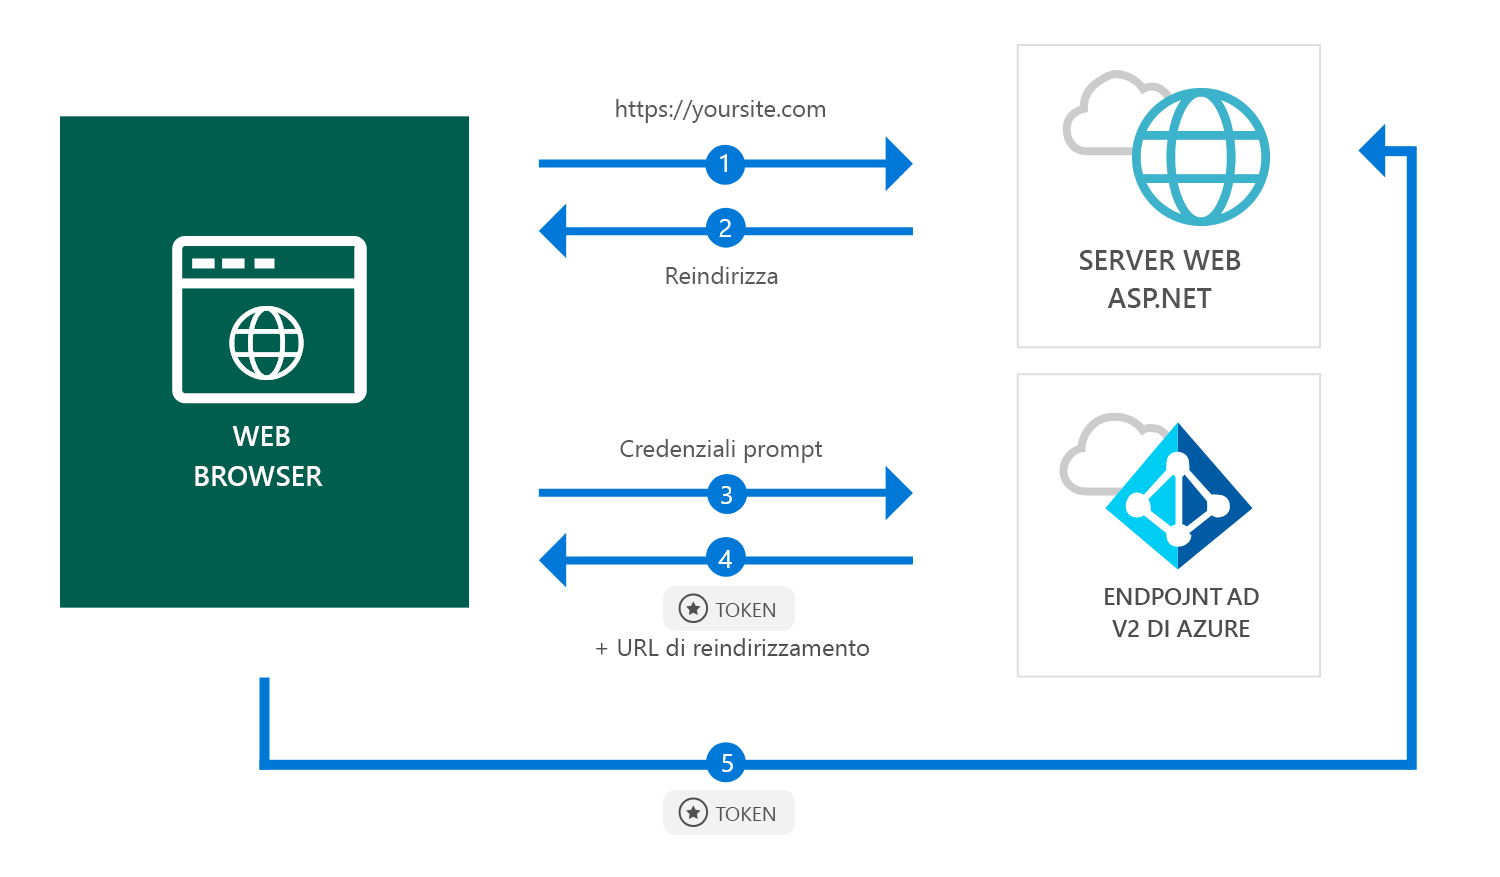 https://yoursite.com
1
2
Reindirizza
SERVER WEB
ASP.NET
WEB
BROWSER
Credenziali prompt
3
4
TOKEN
+ URL di reindirizzamento
ENDPOJNT AD
V2 DI AZURE
5
TOKEN